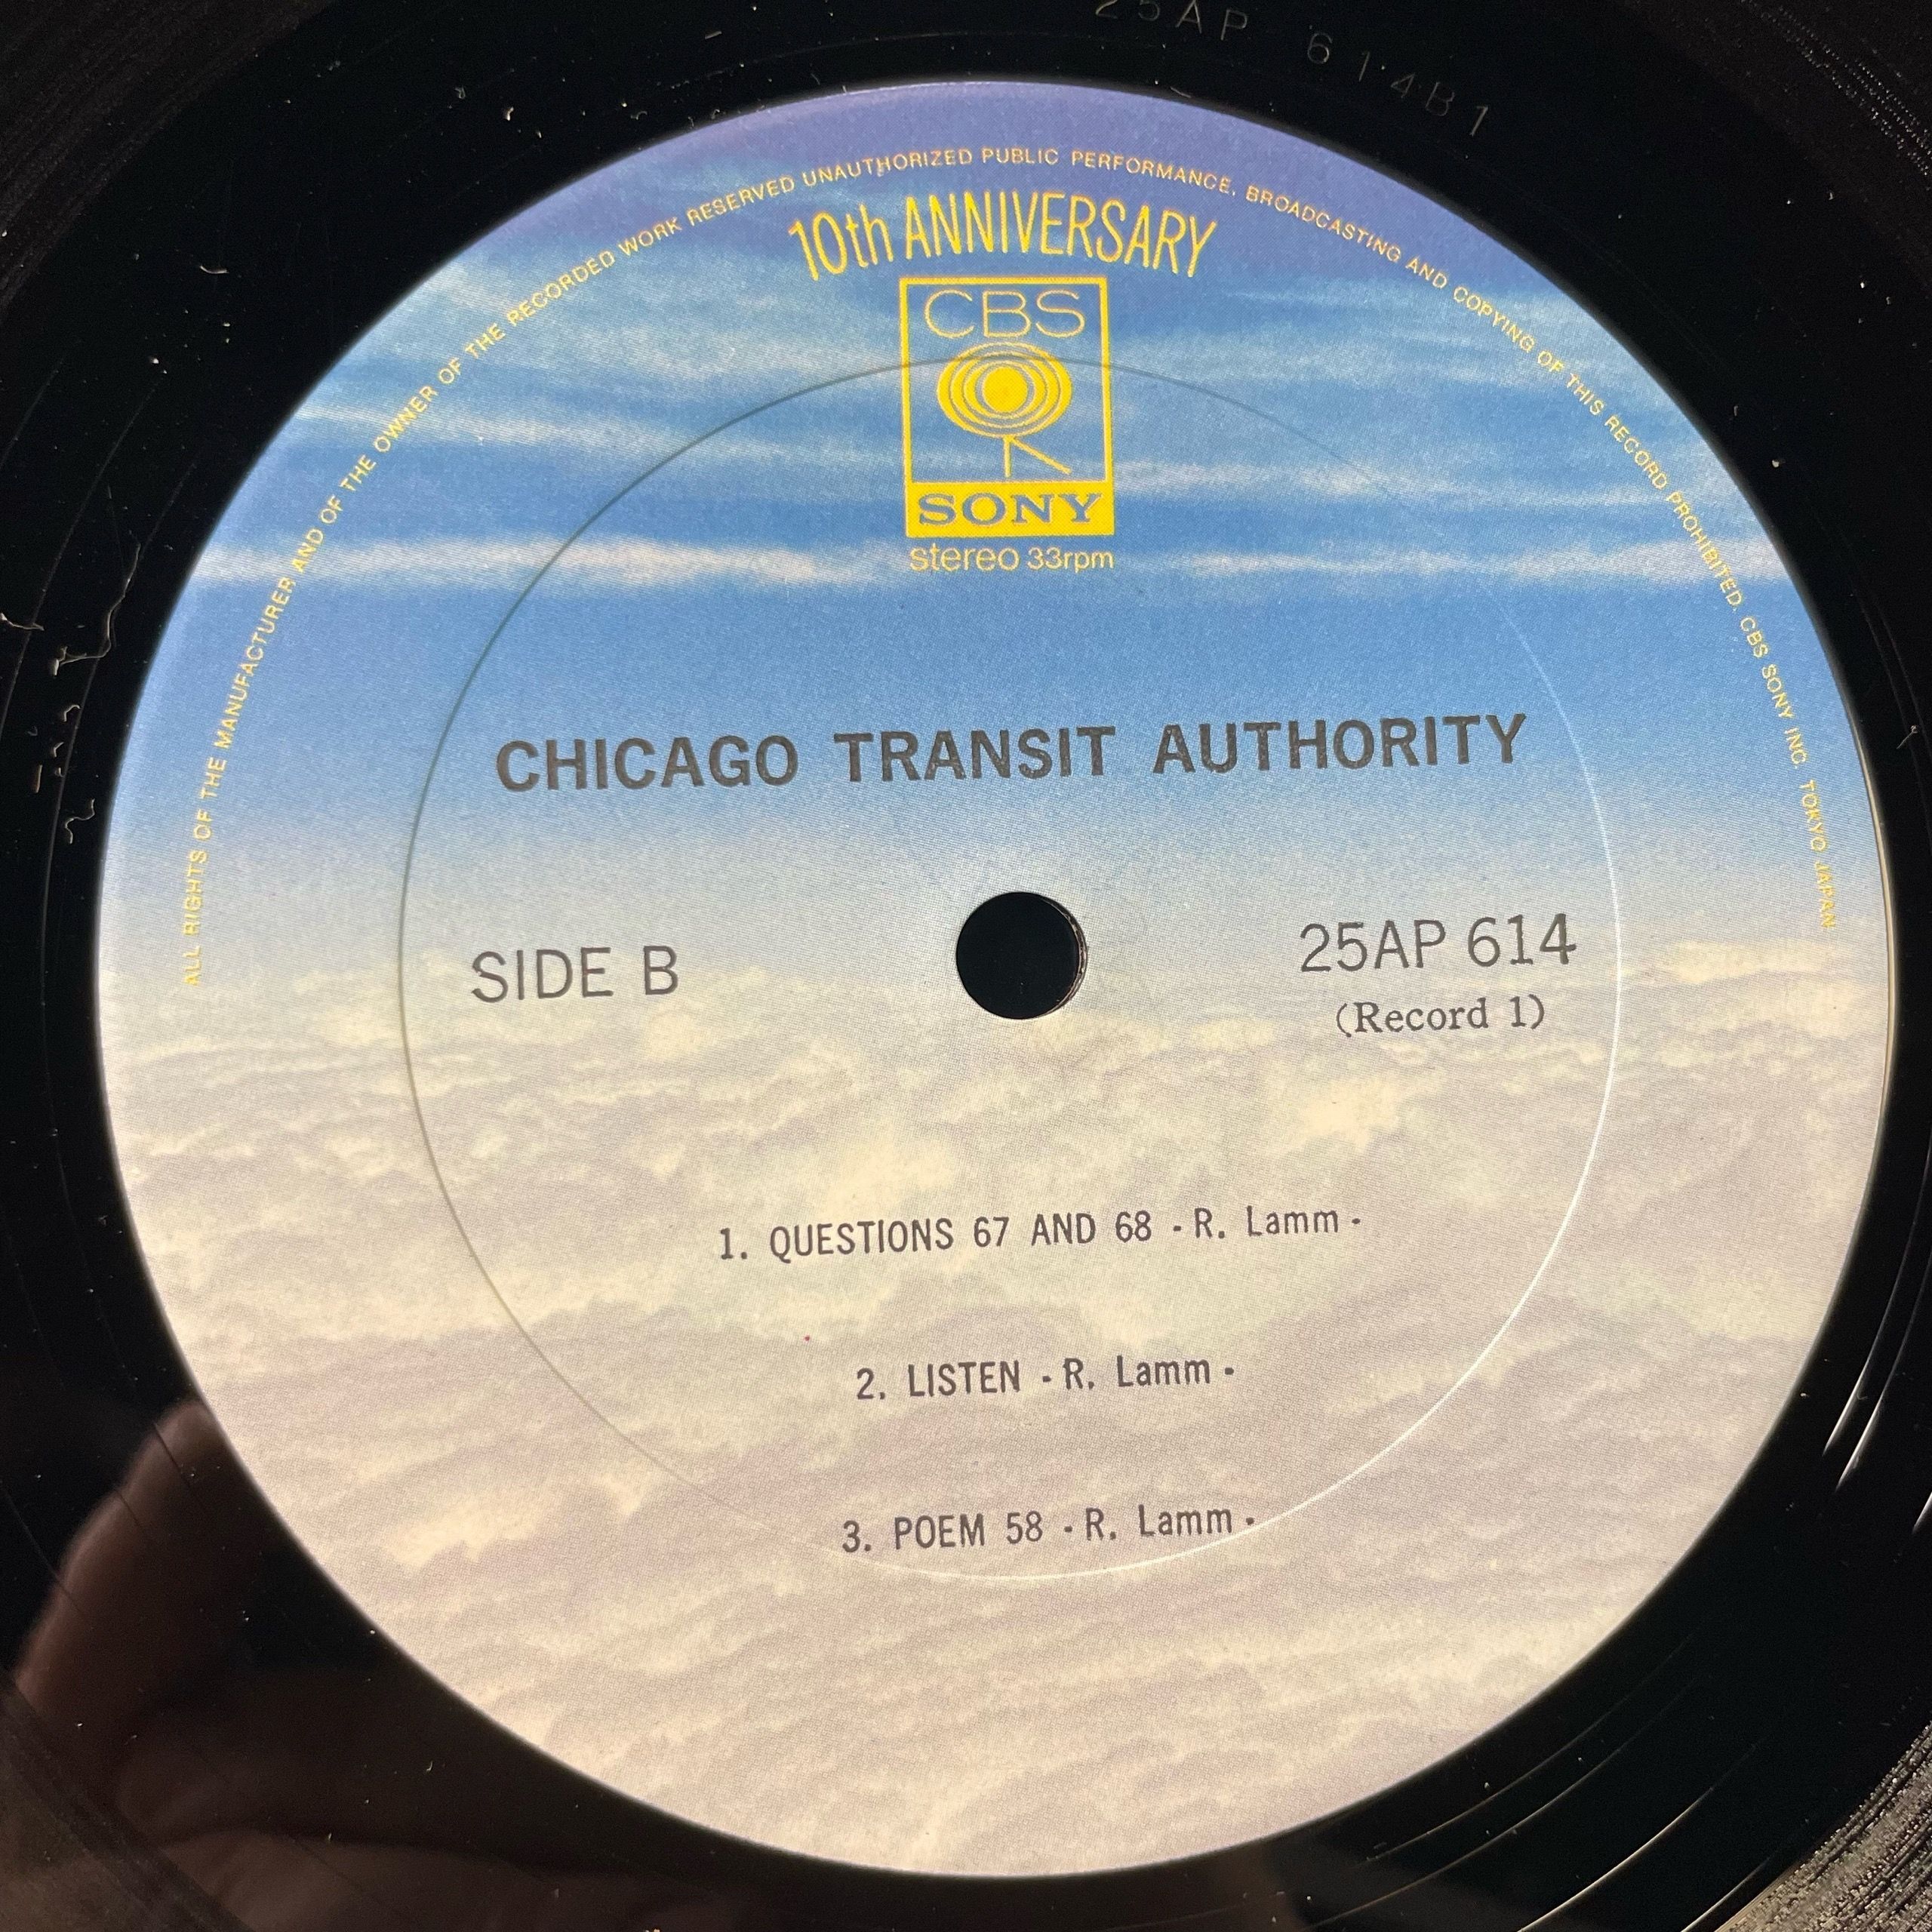 25AP 614B1
ALL RIGHTS OF THE MANUFACTURER AND OF THE OWNER OF THE RECORDED WORK RESERVED UNAUTHORIZED PUBLIC PERFORMANCE, BROADCASTING AND COPYING OF THIS RECORD PROHIBITED. CBS SONY INC. TOKYO JAPAN
10th ANNIVERSARY
CBS
SONY
stereo 33rpm
CHICAGO TRANSIT AUTHORITY
SIDE B
25AP 614
(Record 1)
1. QUESTIONS 67 AND 68 - R. Lamm -
2. LISTEN - R. Lamm -
3. POEM 58 - R. Lamm -